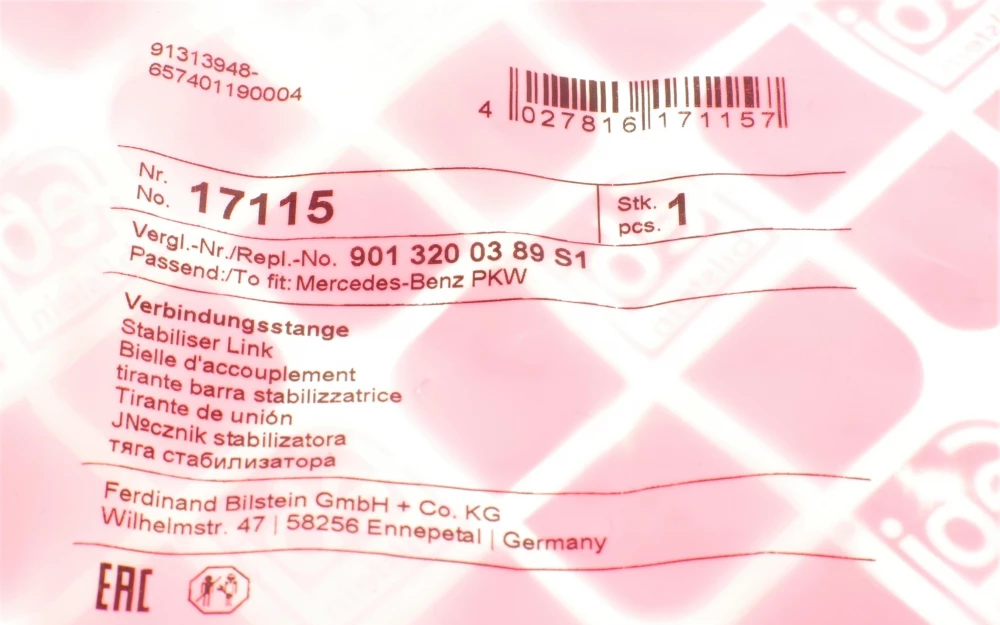 91313948-
657401190004
4 027816 171157
Nr.
No. 17115
Stk.
pcs. 1
Vergl.-Nr./Repl.-No. 901 320 03 89 S1
Passend:/To fit: Mercedes-Benz PKW
Verbindungsstange
Stabiliser Link
Bielle d'accouplement
tirante barra stabilizzatrice
Tirante de unión
JNºcznik stabilizatora
тяга стабилизатора
Ferdinand Bilstein GmbH + Co. KG
Wilhelmstr. 47 | 58256 Ennepetal | Germany
EAC